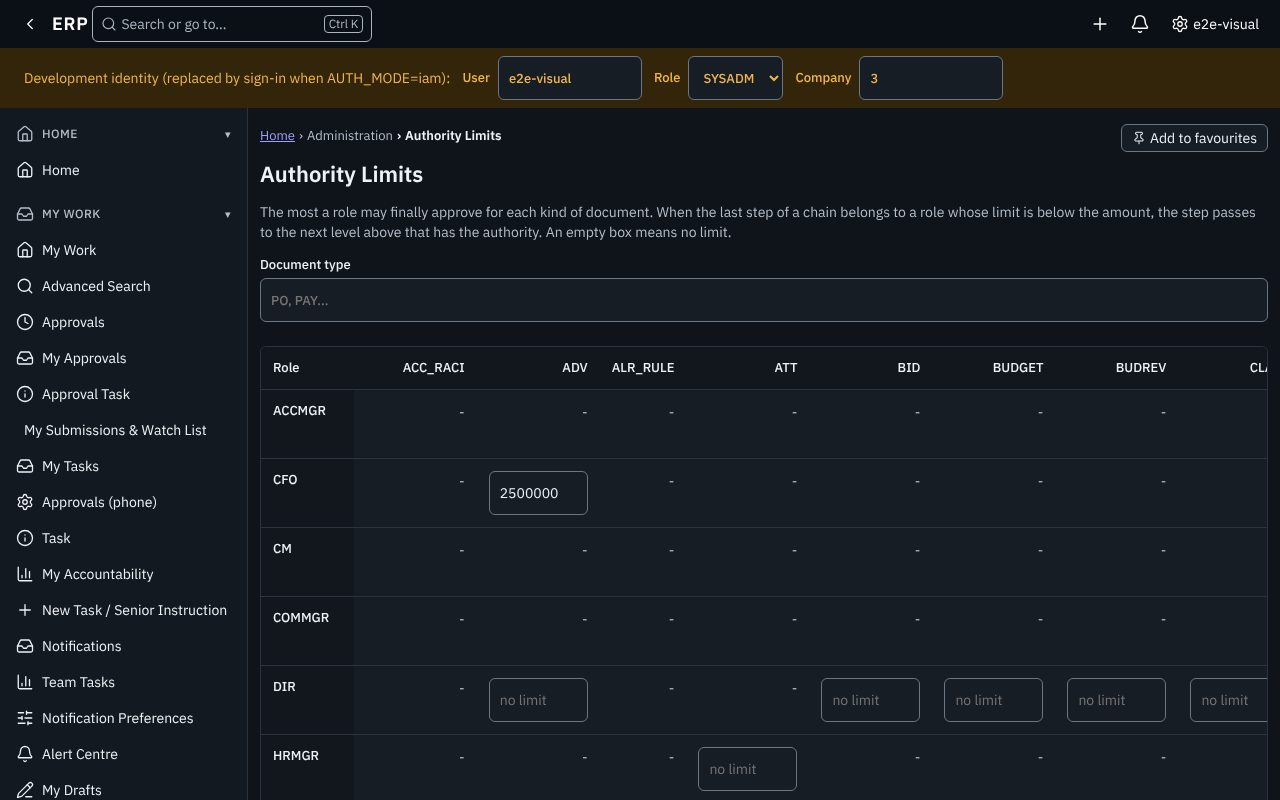 ERP
Search or go to...
Ctrl K
e2e-visual
Development identity (replaced by sign-in when AUTH_MODE=iam): User e2e-visual Role SYSADM Company 3
HOME
Home
MY WORK
My Work
Advanced Search
Approvals
My Approvals
Approval Task
My Submissions & Watch List
My Tasks
Approvals (phone)
Task
My Accountability
New Task / Senior Instruction
Notifications
Team Tasks
Notification Preferences
Alert Centre
My Drafts
Home › Administration › Authority Limits
Add to favourites
Authority Limits
The most a role may finally approve for each kind of document. When the last step of a chain belongs to a role whose limit is below the amount, the step passes
to the next level above that has the authority. An empty box means no limit.
Document type
PO, PAY...
Role ACC_RACI ADV ALR_RULE ATT BID BUDGET BUDREV
ACCMGR - - - - - - -
CFO - 2500000 - - - - -
CM - - - - - - -
COMMGR - - - - - - -
DIR - no limit - - no limit no limit no limit no limit
HRMGR - - - no limit - - -